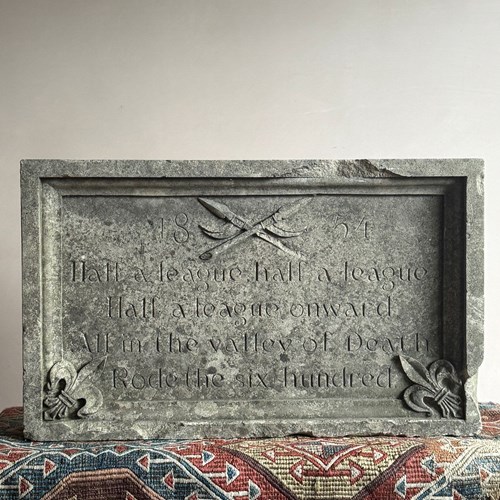 18 54
Half a league half a league
Half a league onward
All in the valley of Death
Rode the six hundred